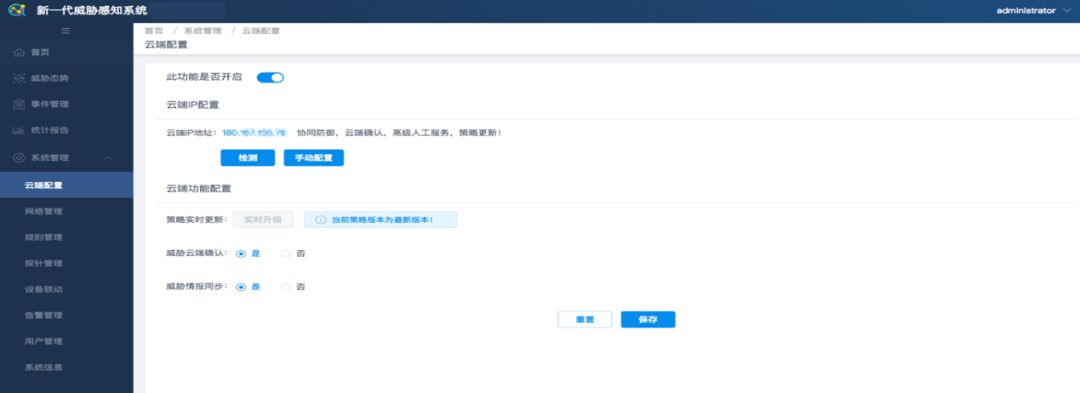 新一代威胁感知系统
administrator
首页 / 系统管理 / 云端配置
云端配置
首页
威胁态势
事件管理
统计报告
系统管理
云端配置
网络管理
规则管理
探针管理
设备联动
告警管理
用户管理
系统信息
此功能是否开启
云端IP配置
云端IP地址: 协同防御，云端确认，高级人工服务，策略更新！
检测 手动配置
云端功能配置
策略实时更新: 实时升级 当前策略版本为最新版本！
威胁云端确认: 是 否
威胁情报同步: 是 否
重置 保存